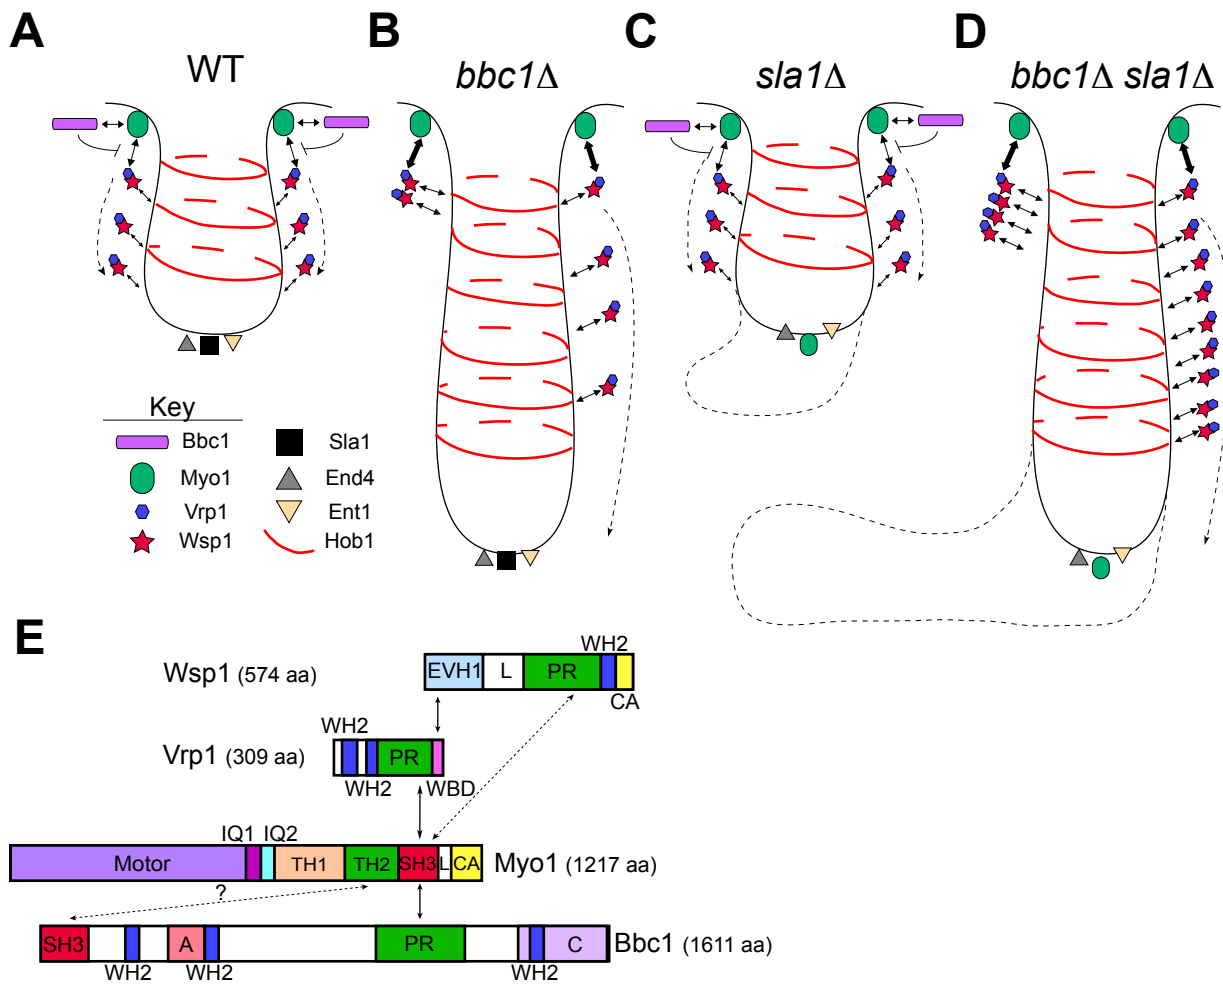 A
B
C
D
WT
bbc1Δ
sla1Δ
bbc1Δ sla1Δ
Key
Bbc1
Sla1
Myo1
End4
Vrp1
Ent1
Wsp1
Hob1
E
WH2
Wsp1 (574 aa)
EVH1 L PR
CA
WH2
Vrp1 (309 aa)
PR
WH2 WBD
IQ1 IQ2
Motor TH1 TH2 SH3 L CA
Myo1 (1217 aa)
?
SH3 A PR C
Bbc1 (1611 aa)
WH2 WH2 WH2